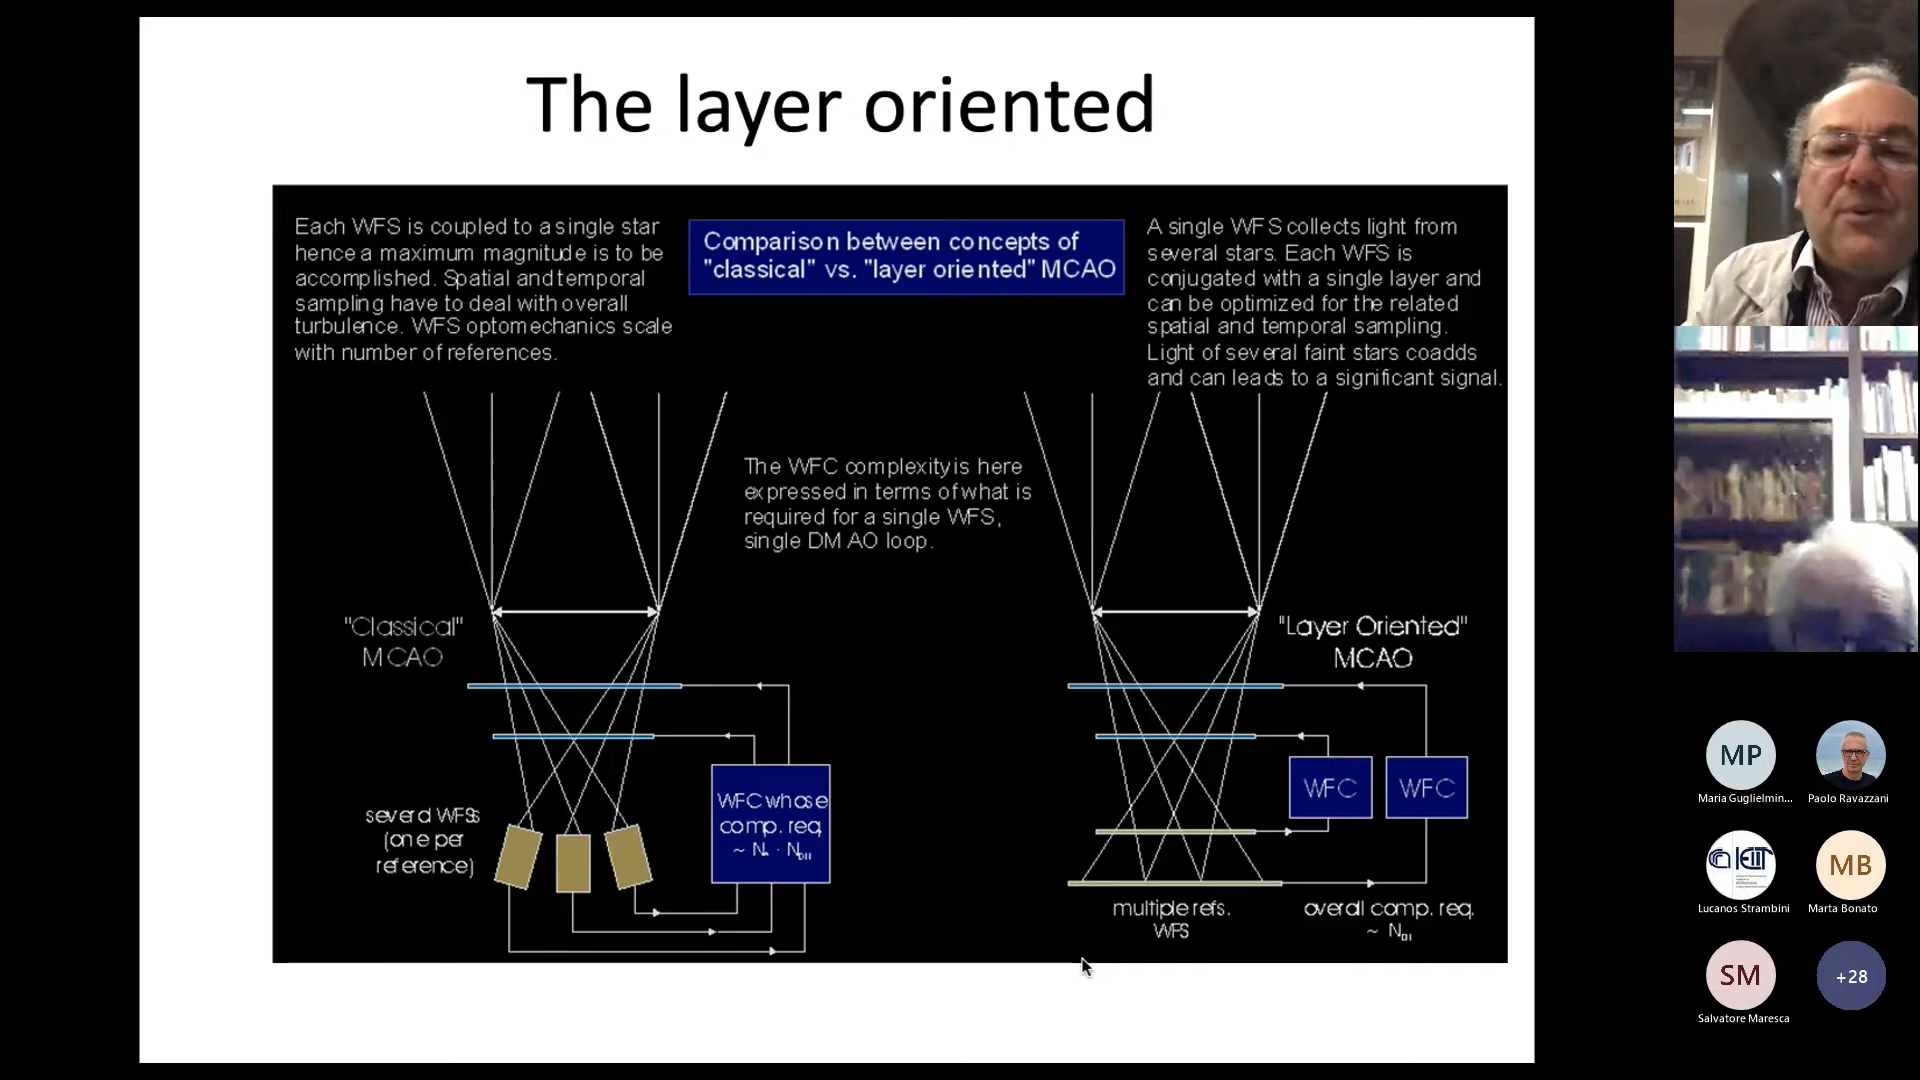 The layer oriented
Each WFS is coupled to a single star
hence a maximum magnitude is to be
accomplished. Spatial and temporal
sampling have to deal with overall
turbulence. WFS optomechanics scale
with number of references.
Comparison between concepts of
"classical" vs. "layer oriented" MCAO
A single WFS collects light from
several stars. Each WFS is
conjugated with a single layer and
can be optimized for the related
spatial and temporal sampling.
Light of several faint stars coadds
and can leads to a significant signal.
The WFC complexity is here
expressed in terms of what is
required for a single WFS,
single DM AO loop.
"Classical"
MCAO
"Layer Oriented"
MCAO
several WFSs
(one per
reference)
WFC whose
comp. req.
WFC
WFC
multiple refs.
WFS
overall comp. req.
MP
Maria Guglielmin...
Paolo Ravazzani
IEIIT
Lucanos Strambini
MB
Marta Bonato
SM
Salvatore Maresca
+28